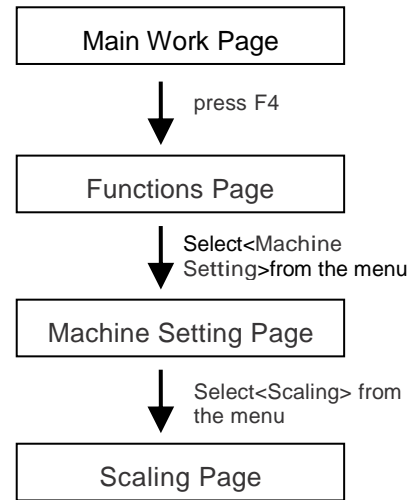 Main Work Page
press F4
Functions Page
Select<Machine
Setting>from the menu
Machine Setting Page
Select<Scaling> from
the menu
Scaling Page